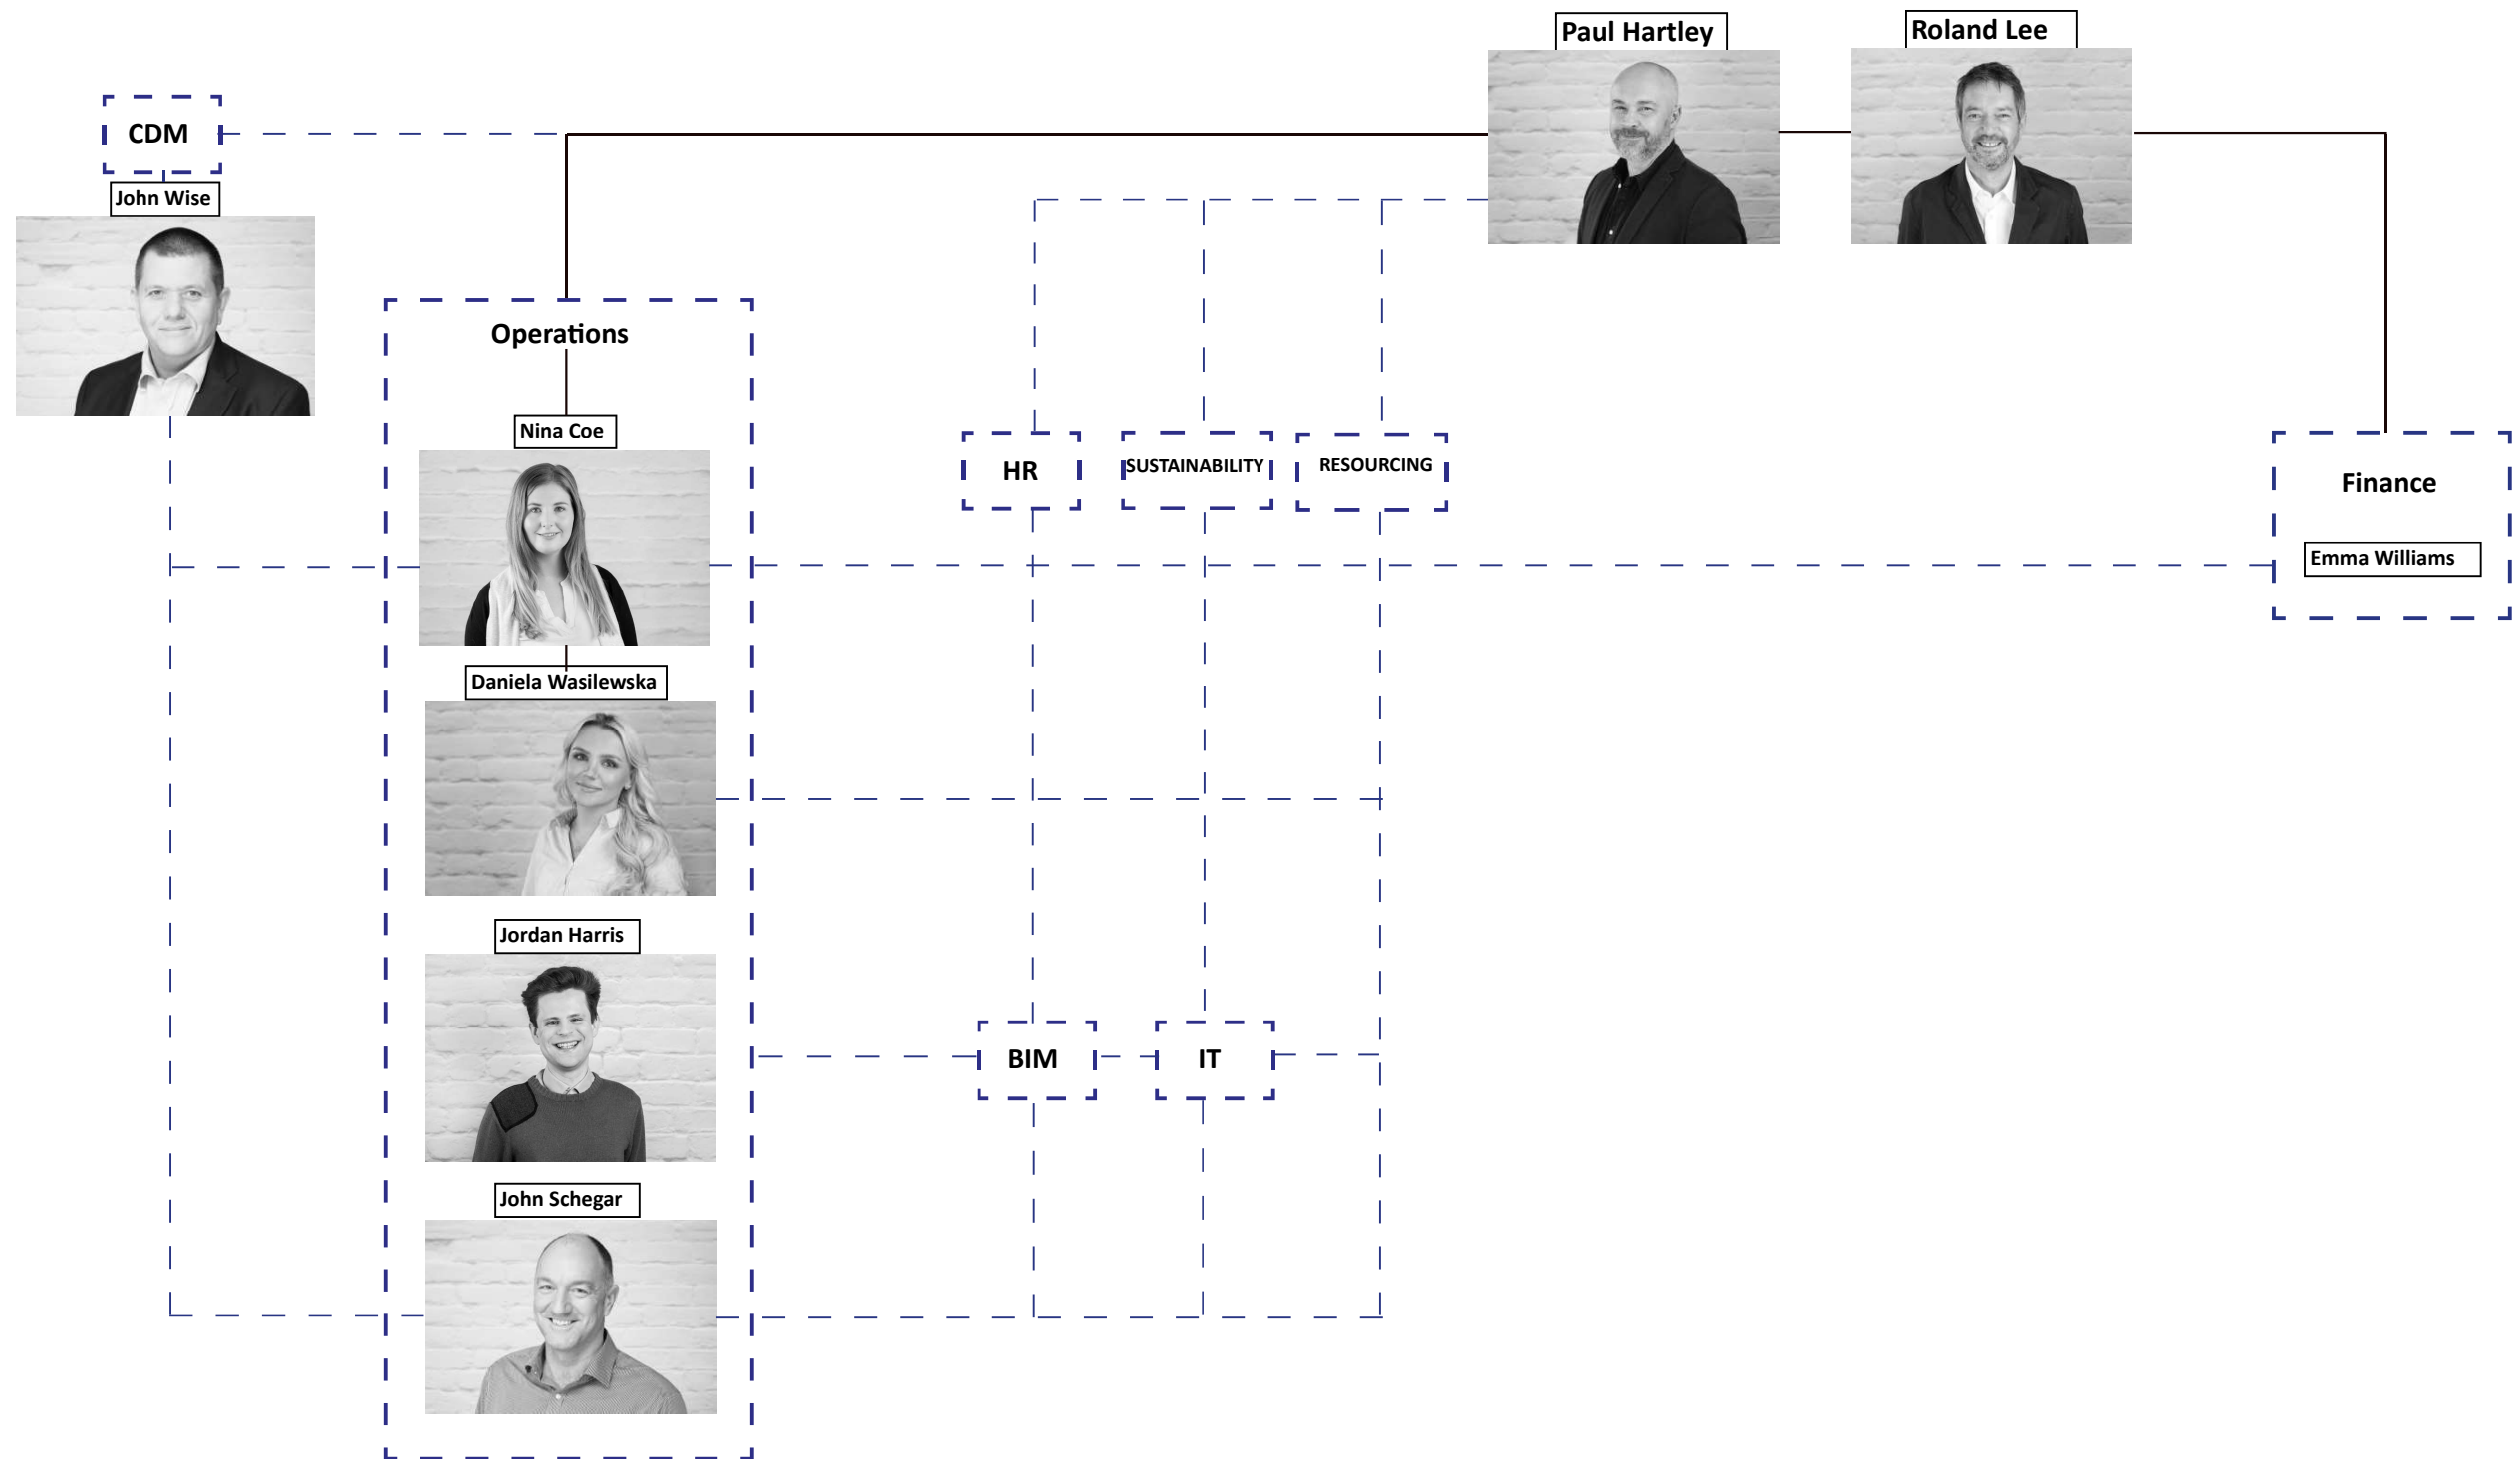 Paul Hartley
Roland Lee
CDM
John Wise
Operations
Nina Coe
HR
SUSTAINABILITY
RESOURCING
Finance
Emma Williams
Daniela Wasilewska
Jordan Harris
BIM
IT
John Schegar